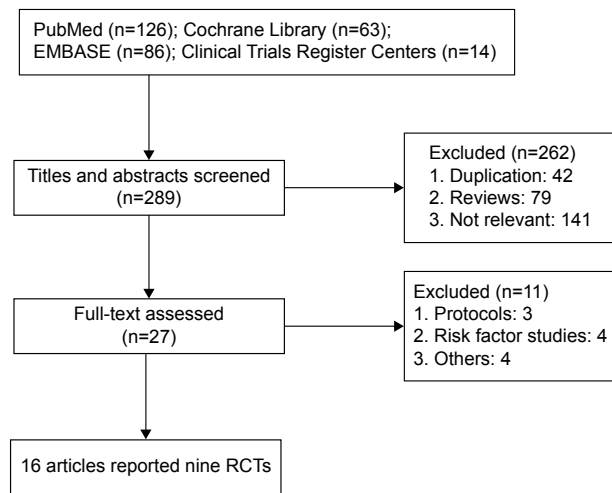 PubMed (n=126); Cochrane Library (n=63);
EMBASE (n=86); Clinical Trials Register Centers (n=14)
Titles and abstracts screened
(n=289)
Excluded (n=262)
1. Duplication: 42
2. Reviews: 79
3. Not relevant: 141
Full-text assessed
(n=27)
Excluded (n=11)
1. Protocols: 3
2. Risk factor studies: 4
3. Others: 4
16 articles reported nine RCTs